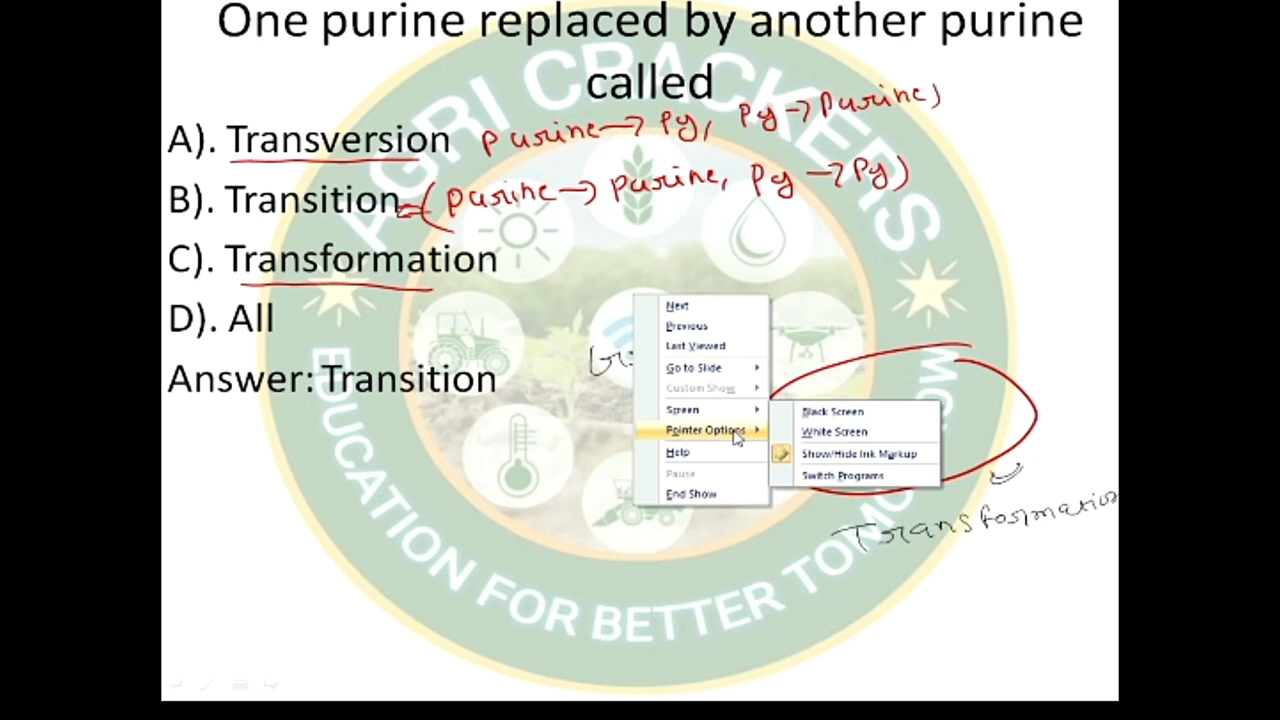 One purine replaced by another purine
called
A). Transversion purine → Py, Py → Purine,
B). Transition = (purine → purine, Py → Py)
C). Transformation
D). All
Answer: Transition
AGRI CRACKERS
EDUCATION FOR BETTER
Next
Previous
Last Viewed
Go to Slide
Custom Show
Screen
Pointer Options
Help
Pause
End Show
Black Screen
White Screen
Show/Hide Ink Markup
Switch Programs
Transformation